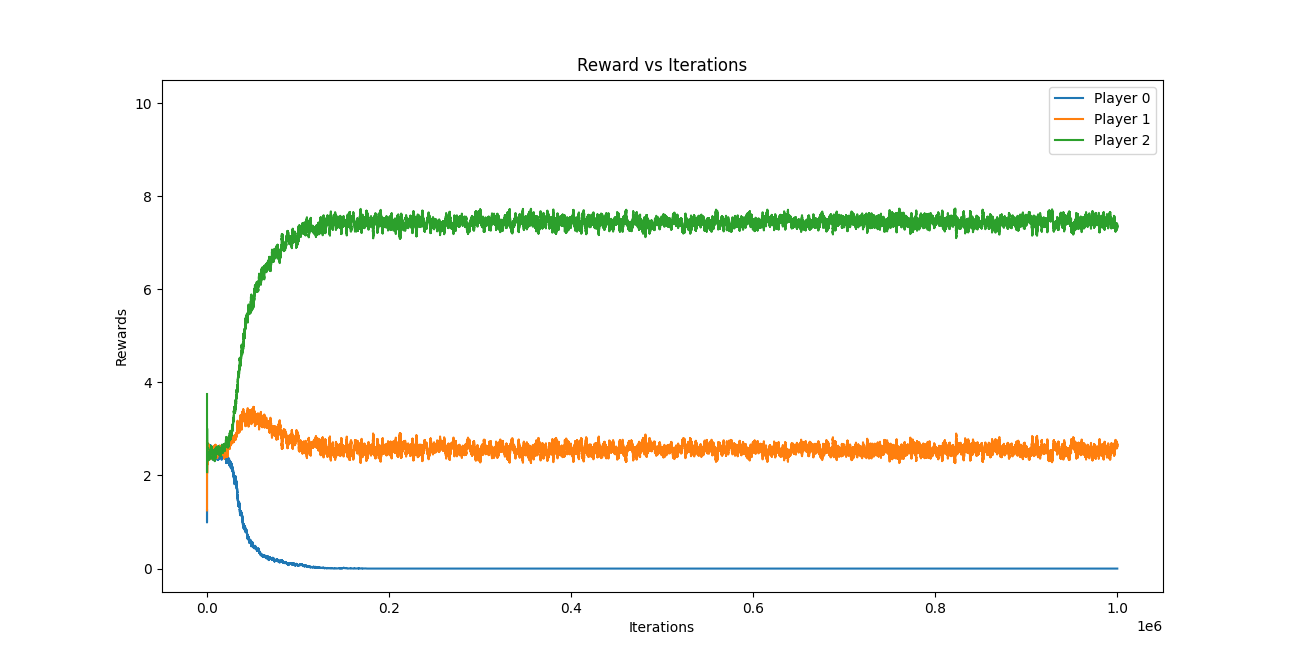 Reward vs Iterations
Player 0
Player 1
Player 2
10
8
6
4
2
0
Rewards
0.0
0.2
0.4
0.6
0.8
1.0
Iterations
1e6